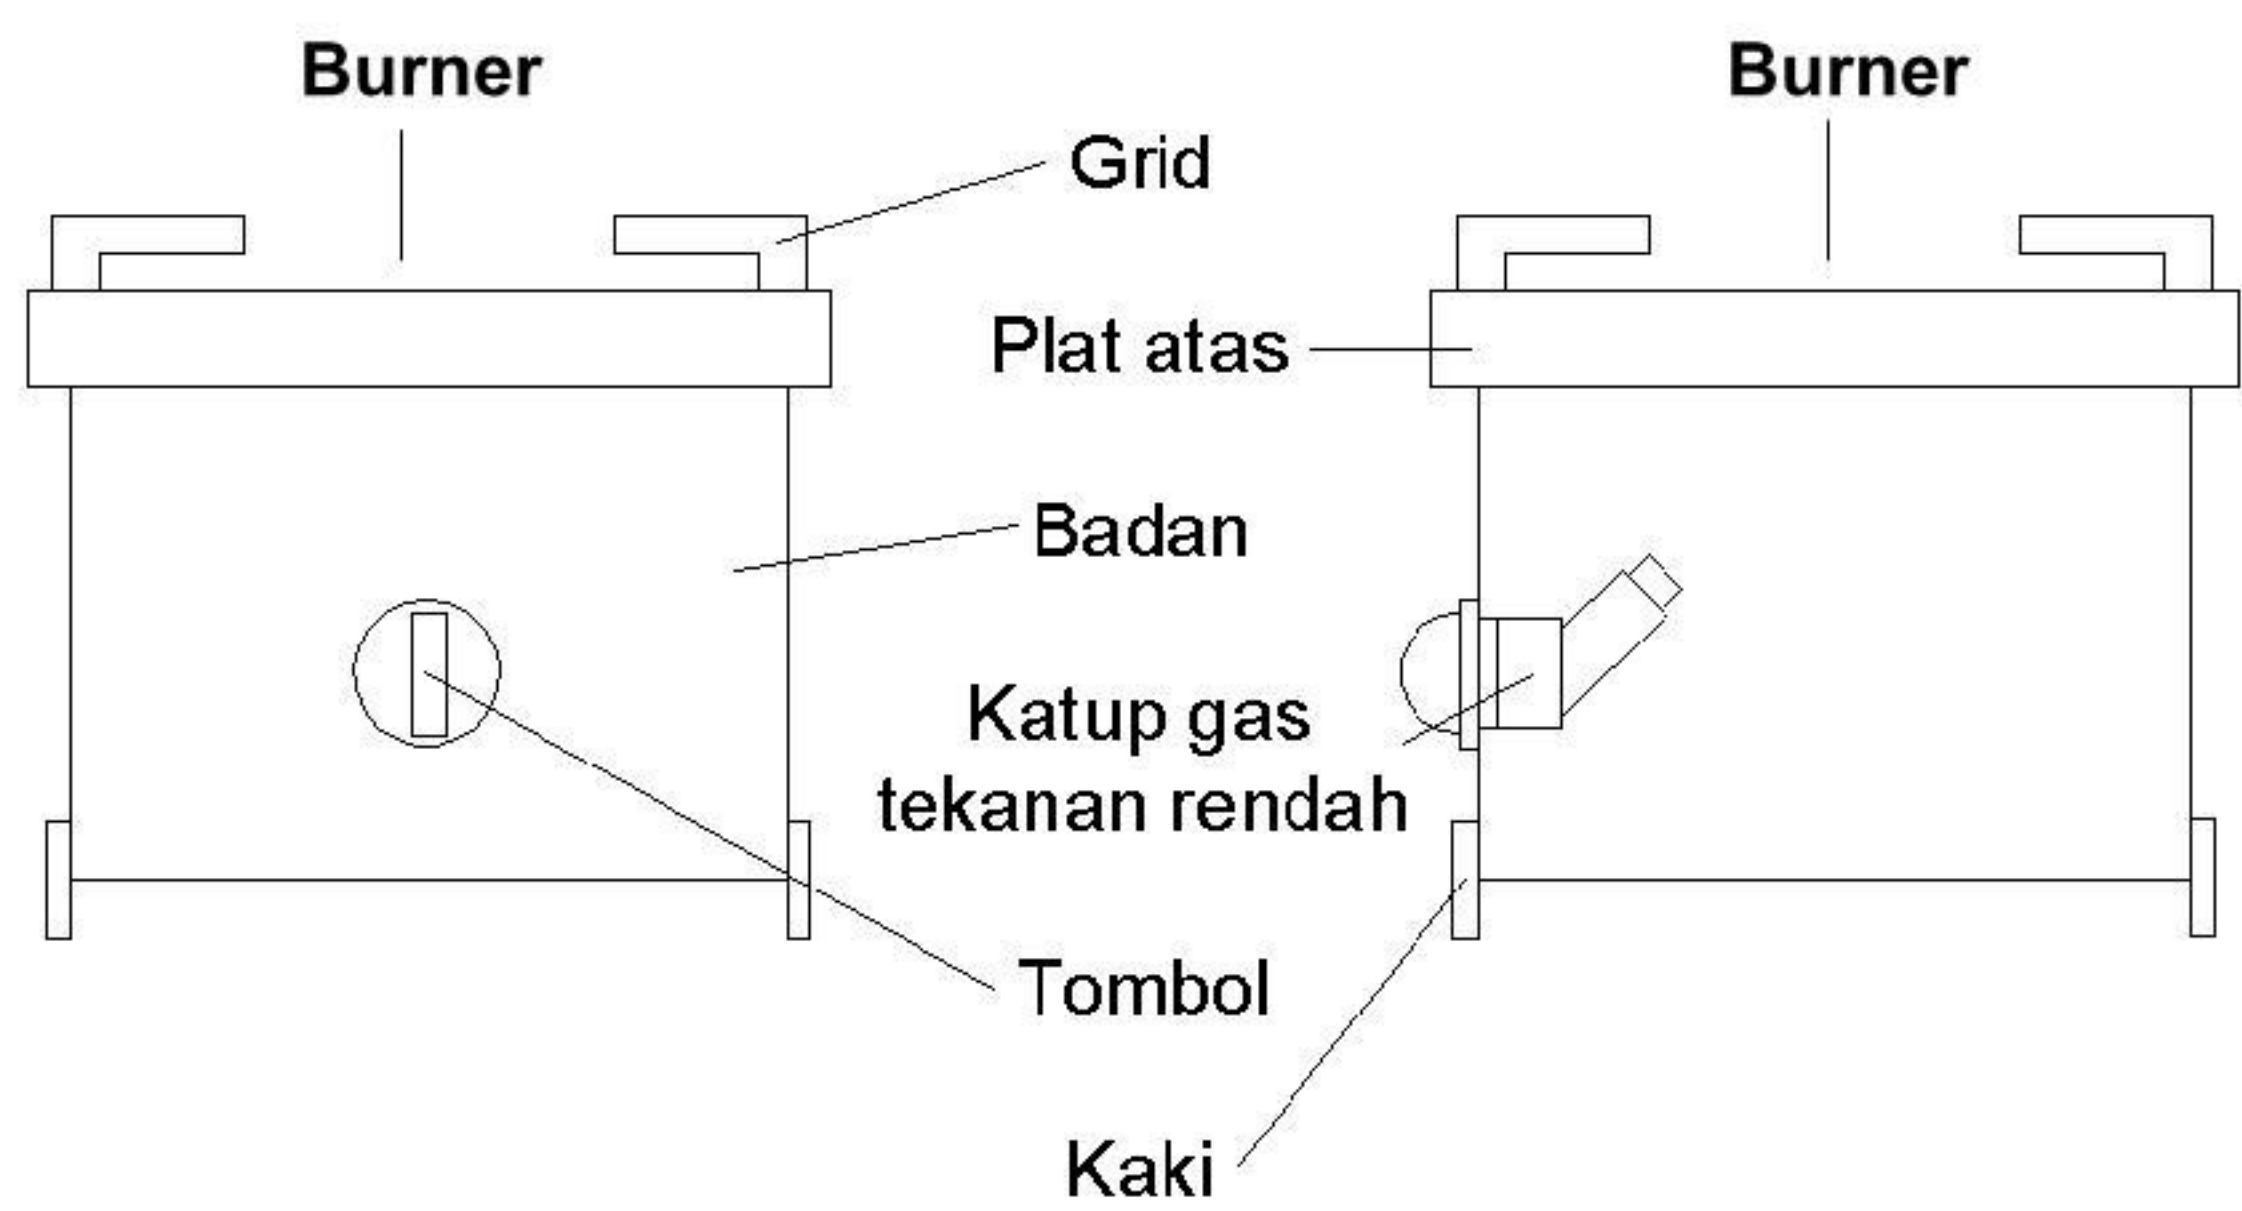 Burner
Burner
Grid
Plat atas
Badan
Katup gas
tekanan rendah
Tombol
Kaki